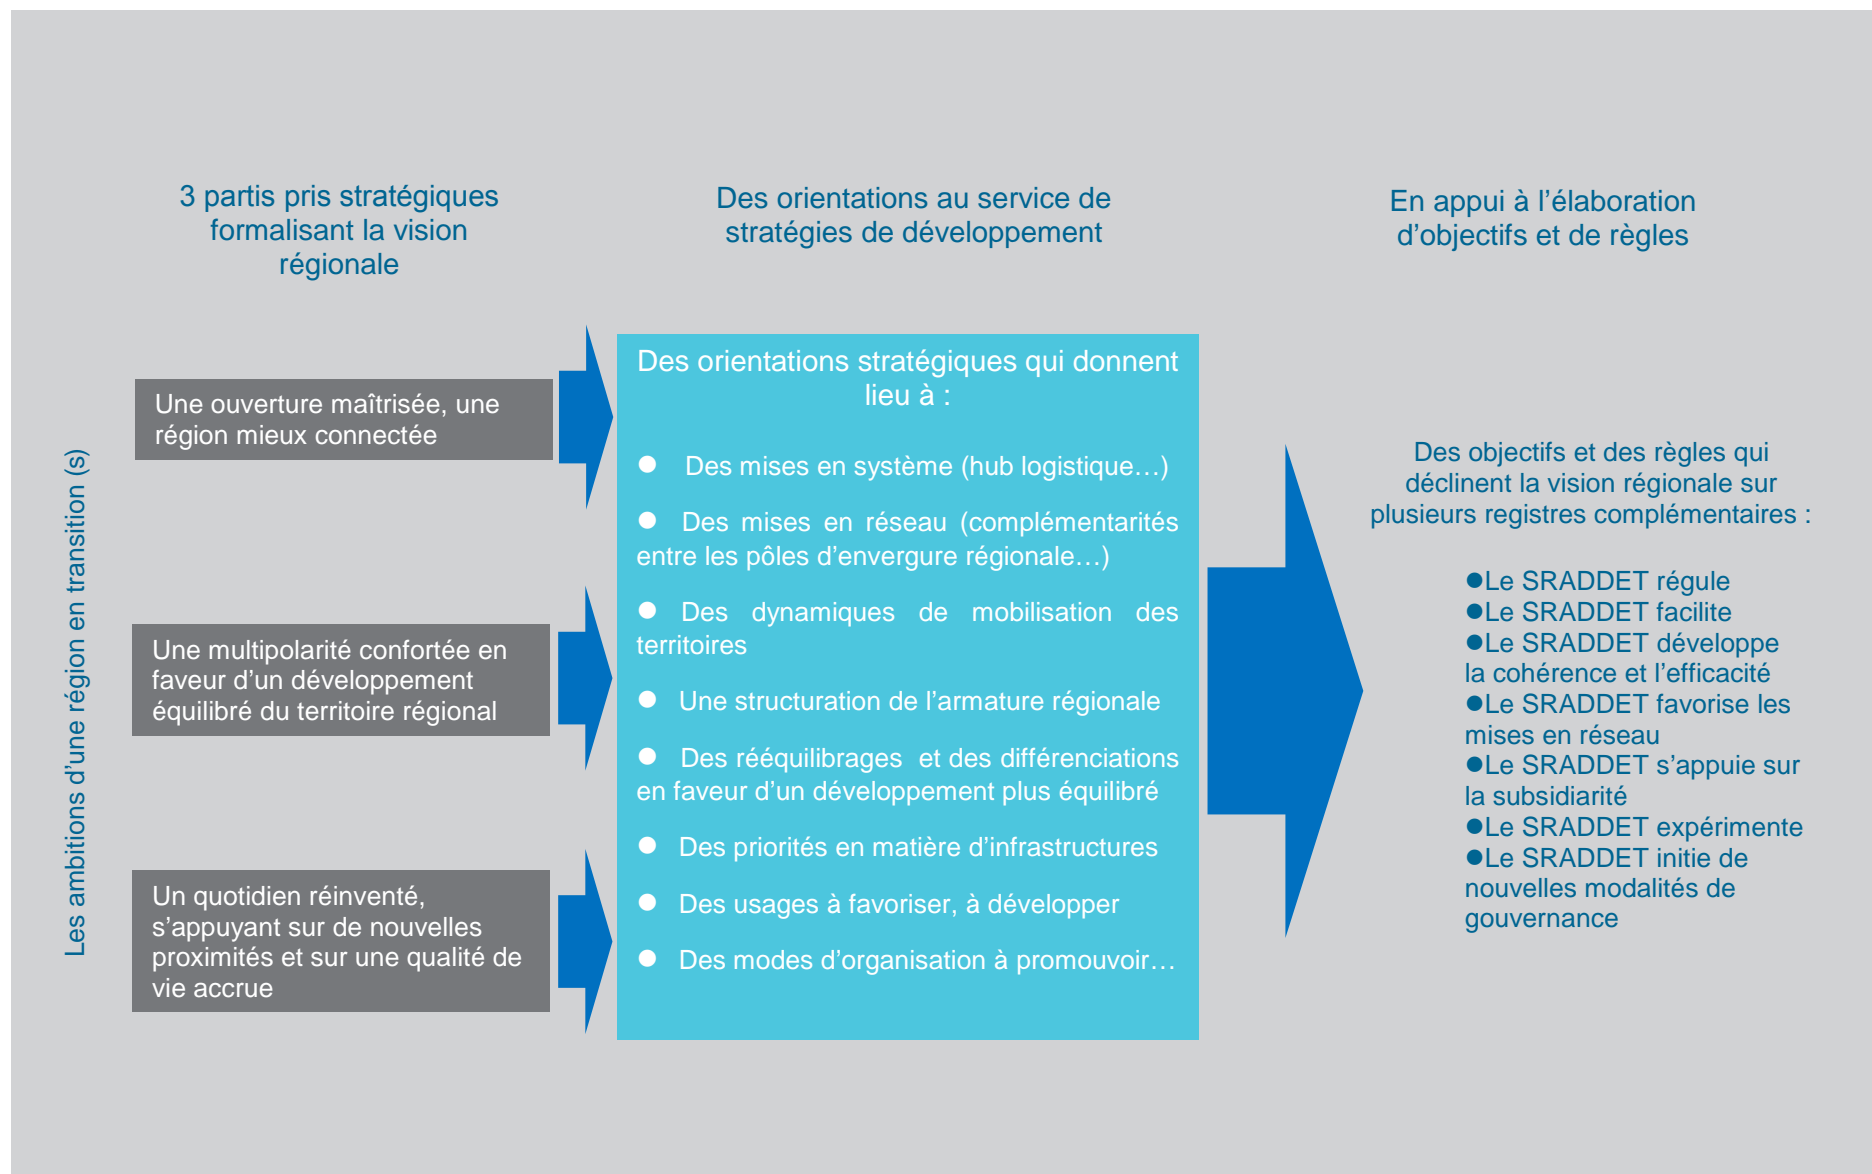 Les ambitions d'une région en transition (s)
3 partis pris stratégiques
formalisant la vision
régionale
Une ouverture maîtrisée, une
région mieux connectée
Une multipolarité confortée en
faveur d'un développement
équilibré du territoire régional
Un quotidien réinventé,
s'appuyant sur de nouvelles
proximités et sur une qualité de
vie accrue
Des orientations au service de
stratégies de développement
Des orientations stratégiques qui donnent
lieu à :
● Des mises en système (hub logistique…)
● Des mises en réseau (complémentarités
entre les pôles d'envergure régionale…)
● Des dynamiques de mobilisation des
territoires
● Une structuration de l'armature régionale
● Des rééquilibrages et des différenciations
en faveur d'un développement plus équilibré
● Des priorités en matière d'infrastructures
● Des usages à favoriser, à développer
● Des modes d'organisation à promouvoir…
En appui à l'élaboration
d'objectifs et de règles
Des objectifs et des règles qui
déclinent la vision régionale sur
plusieurs registres complémentaires :
●Le SRADDET régule
●Le SRADDET facilite
●Le SRADDET développe
la cohérence et l'efficacité
●Le SRADDET favorise les
mises en réseau
●Le SRADDET s'appuie sur
la subsidiarité
●Le SRADDET expérimente
●Le SRADDET initie de
nouvelles modalités de
gouvernance